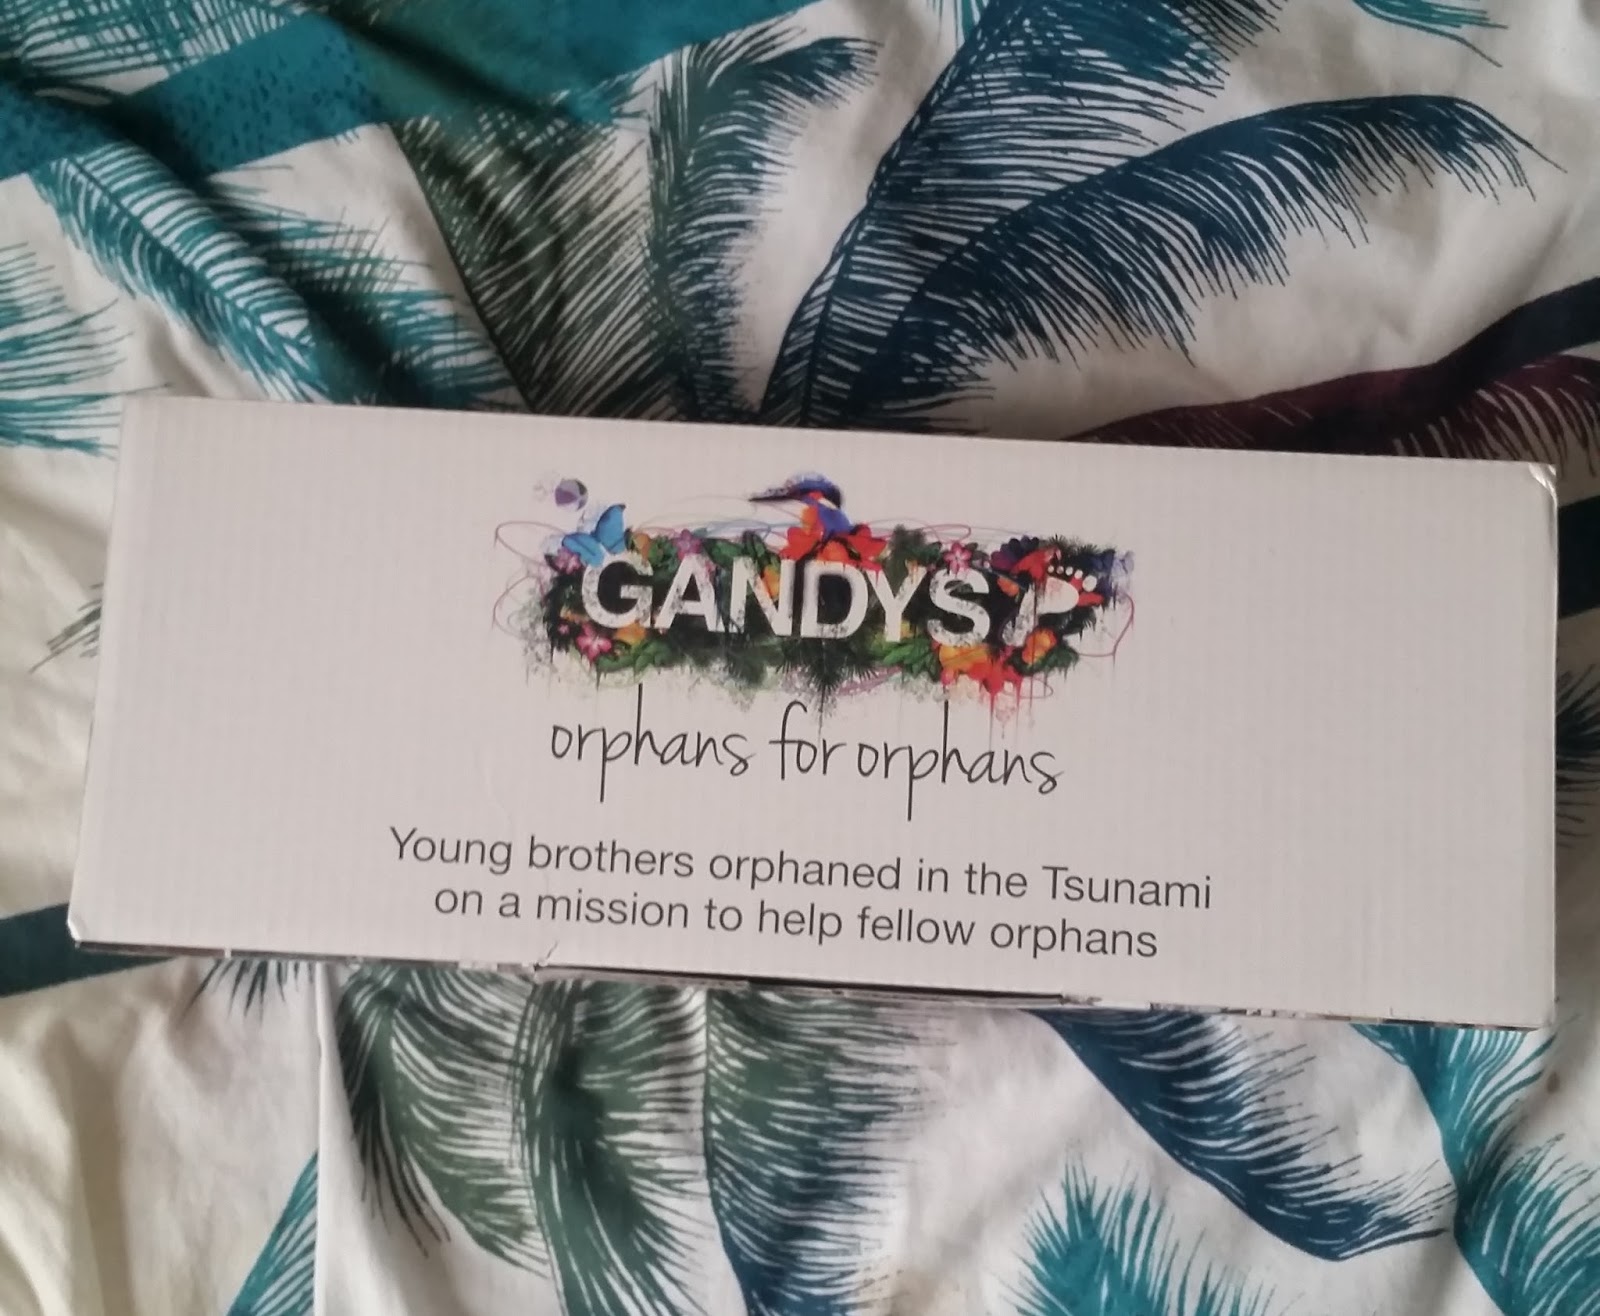 GANDYS
orphans for orphans
Young brothers orphaned in the Tsunami
on a mission to help fellow orphans